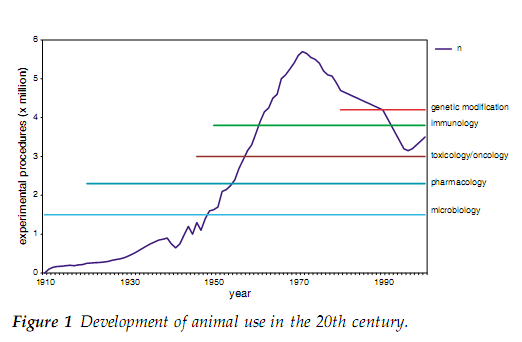 6
n
5
genetic modification
4
immunology
3
toxicology/oncology
pharmacology
2
microbiology
1
0
experimental procedures (x million)
1910
1930
1950
1970
1990
year
Figure 1 Development of animal use in the 20th century.